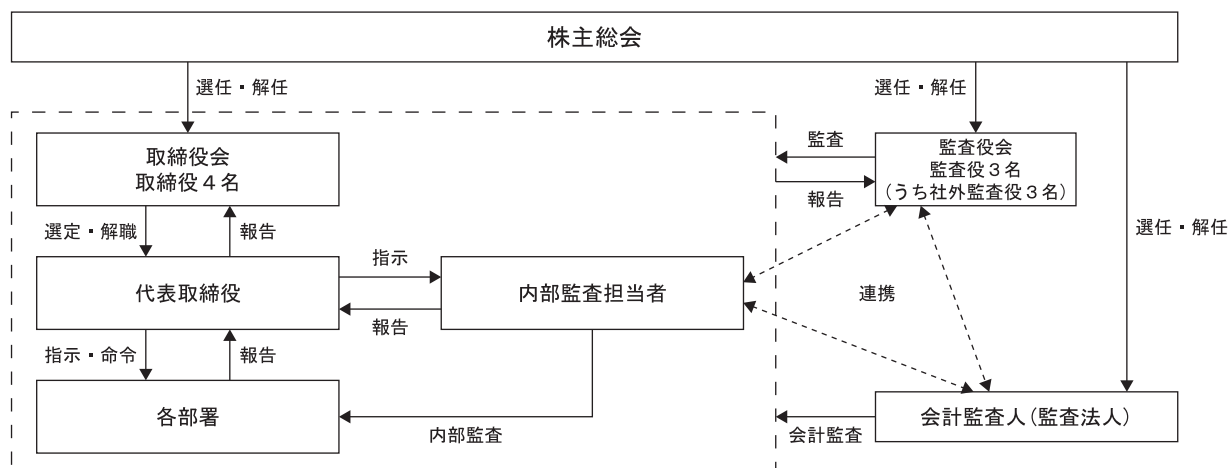 株主総会
選任・解任
選任・解任
取締役会
取締役4名
監査
監査役会
監査役3名
(うち社外監査役3名)
報告
選定・解職
報告
選任・解任
代表取締役
指示
報告
内部監査担当者
連携
指示・命令
報告
各部署
内部監査
会計監査
会計監査人(監査法人)